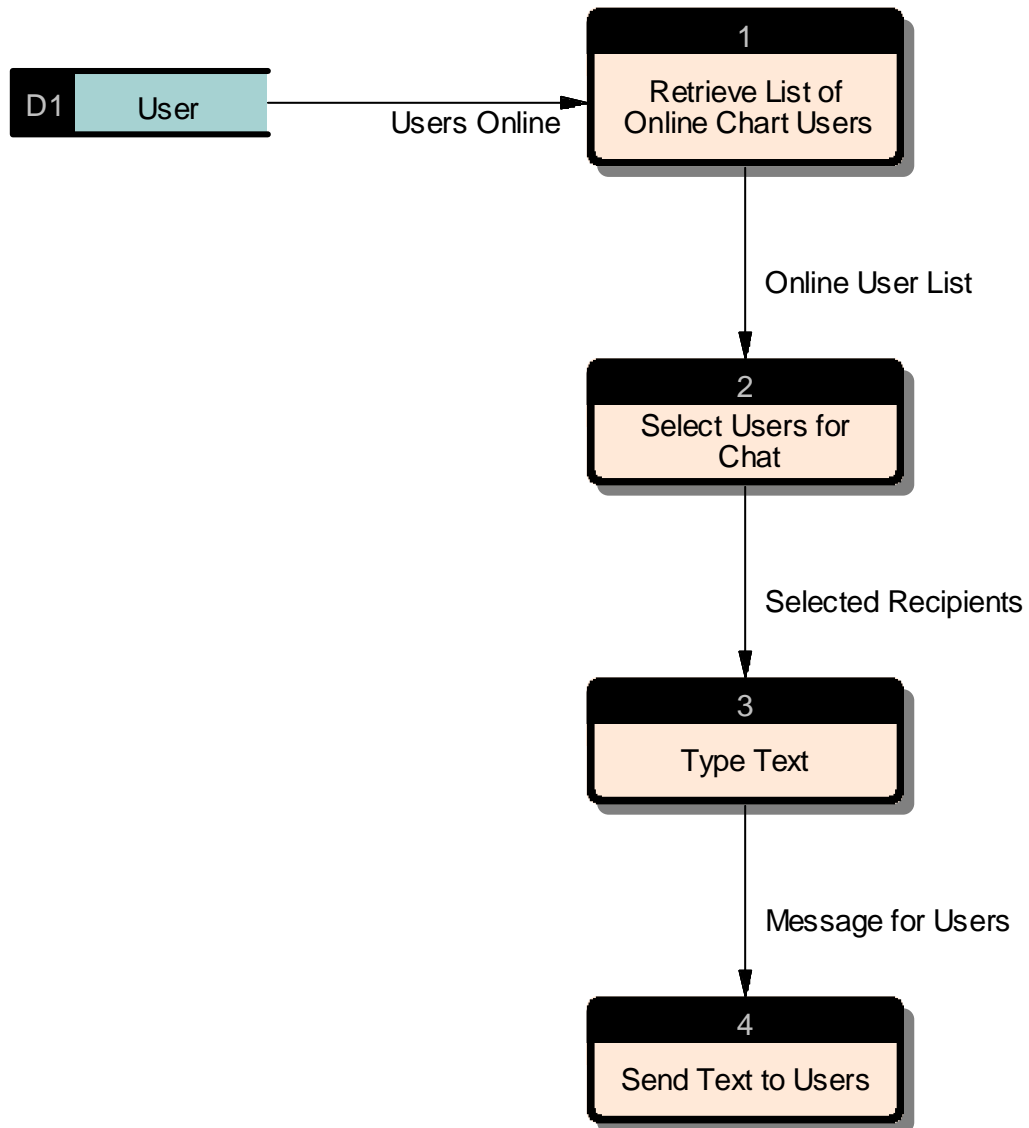 1
Retrieve List of
Online Chart Users
D1
User
Users Online
Online User List
2
Select Users for
Chat
Selected Recipients
3
Type Text
Message for Users
4
Send Text to Users